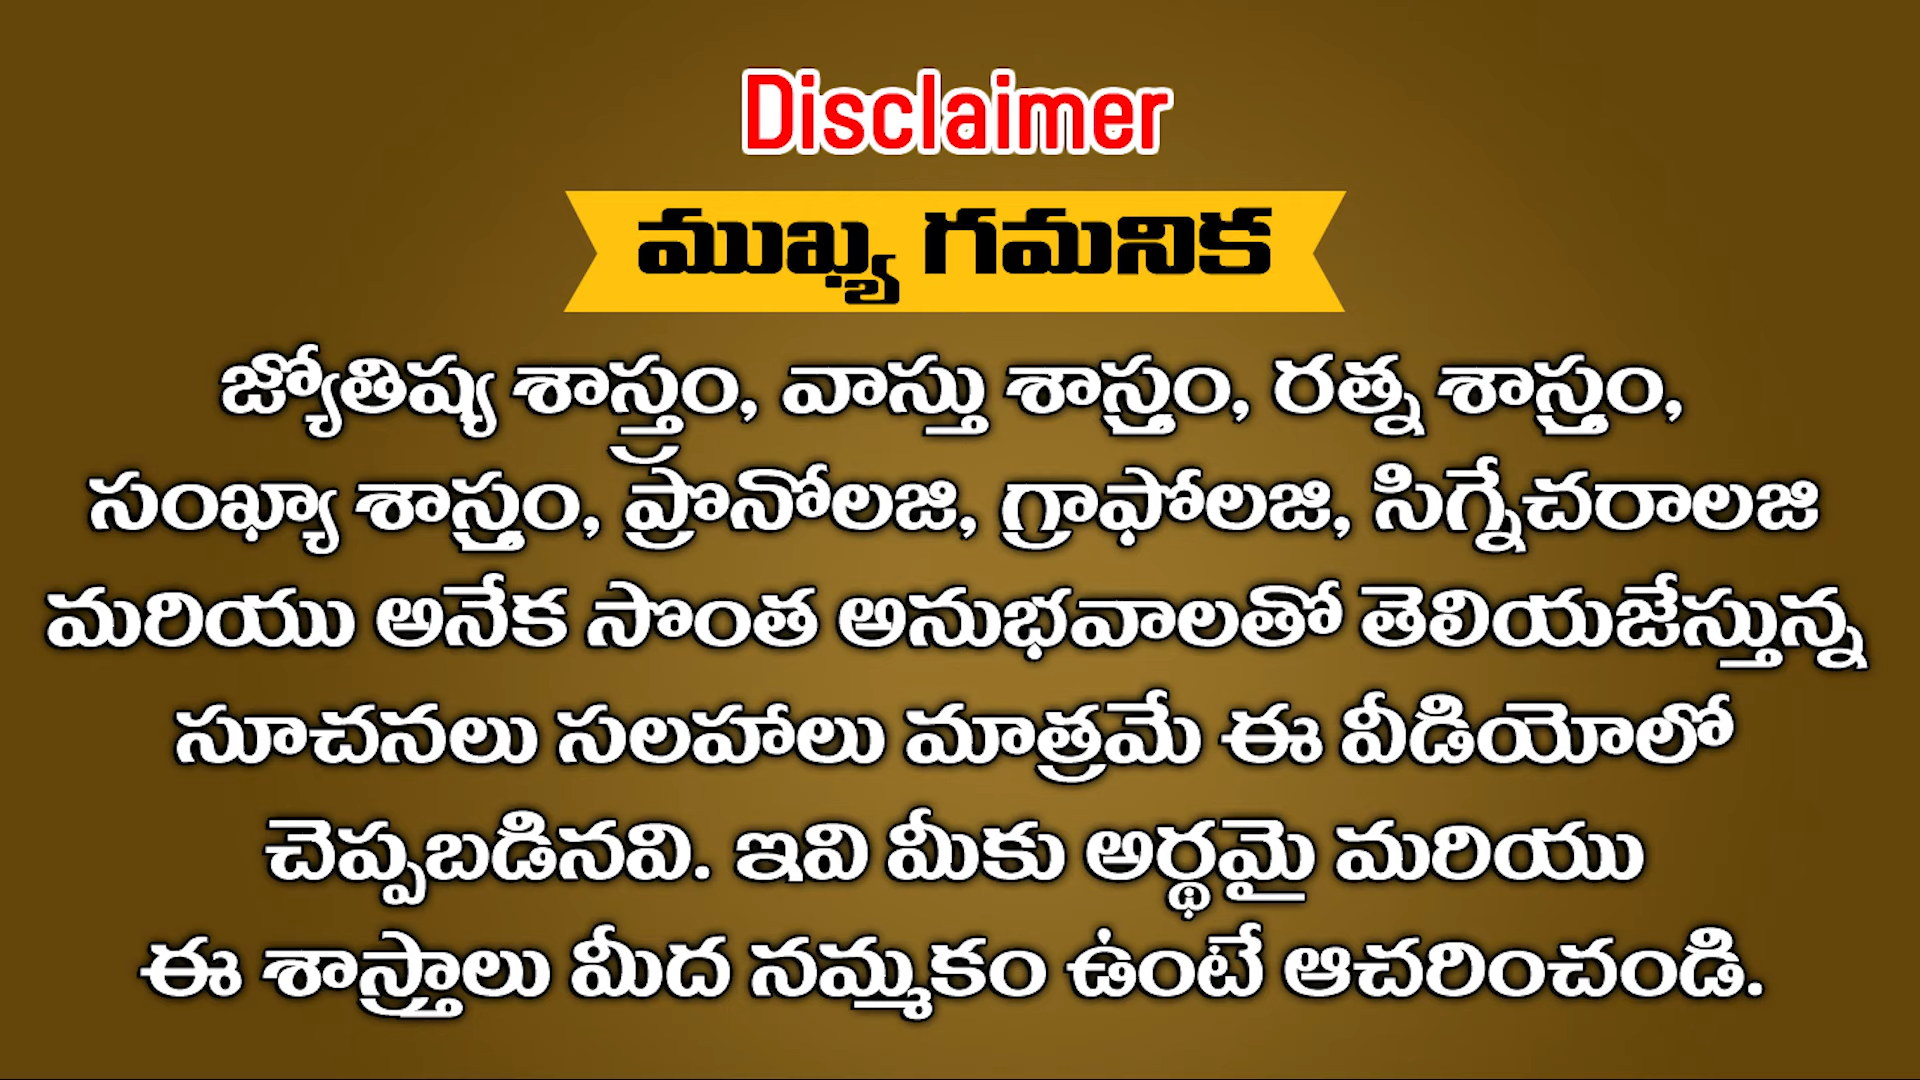 Disclaimer
ముఖ్య గమనిక
జ్యోతిష్య శాస్త్రం, వాస్తు శాస్త్రం, రత్న శాస్త్రం,
సంఖ్యా శాస్త్రం, ప్రొనోలజి, గ్రాఫోలజి, సిగ్నేచరాలజి
మరియు అనేక సొంత అనుభవాలతో తెలియజేస్తున్న
సూచనలు సలహాలు మాత్రమే ఈ వీడియోలో
చెప్పబడినవి. ఇవి మీకు అర్థమై మరియు
ఈ శాస్త్రాలు మీద నమ్మకం ఉంటే ఆచరించండి.